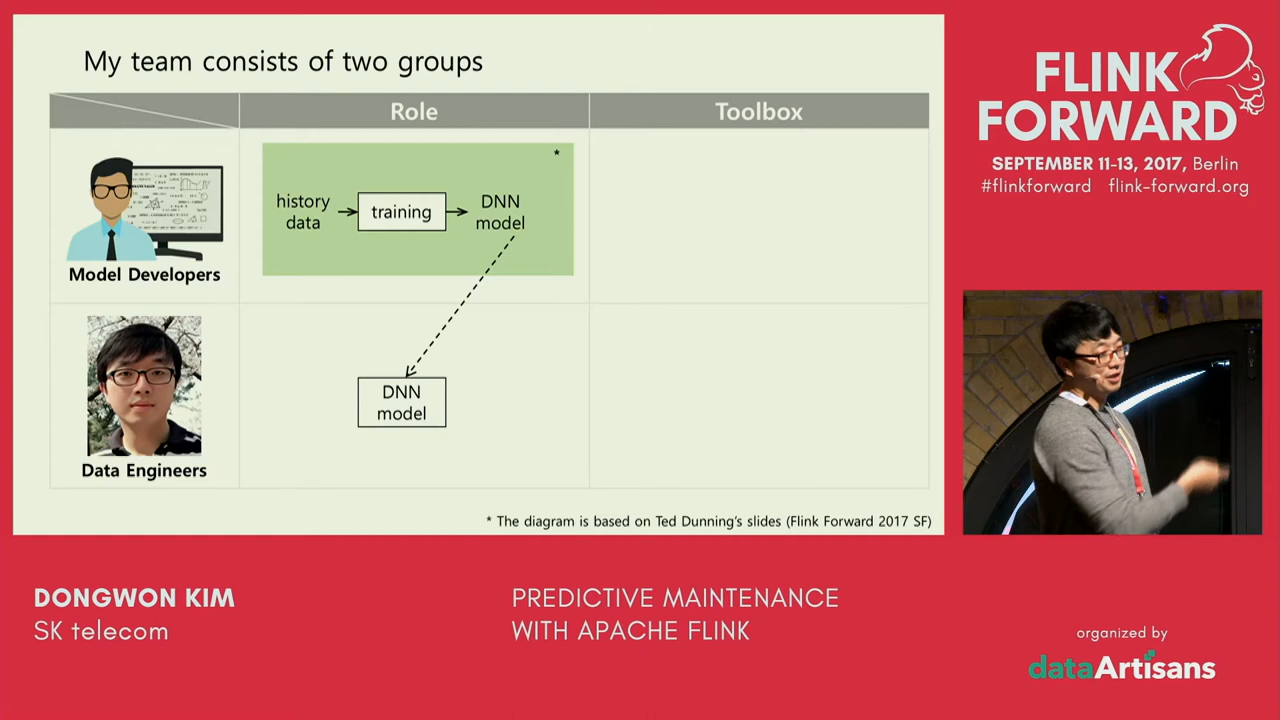 My team consists of two groups
Role
Toolbox
*
history
data
training
DNN
model
Model Developers
DNN
model
Data Engineers
* The diagram is based on Ted Dunning's slides (Flink Forward 2017 SF)
FLINK
FORWARD
SEPTEMBER 11-13, 2017, Berlin
#flinkforward flink-forward.org
DONGWON KIM
SK telecom
PREDICTIVE MAINTENANCE
WITH APACHE FLINK
organized by
dataArtisans